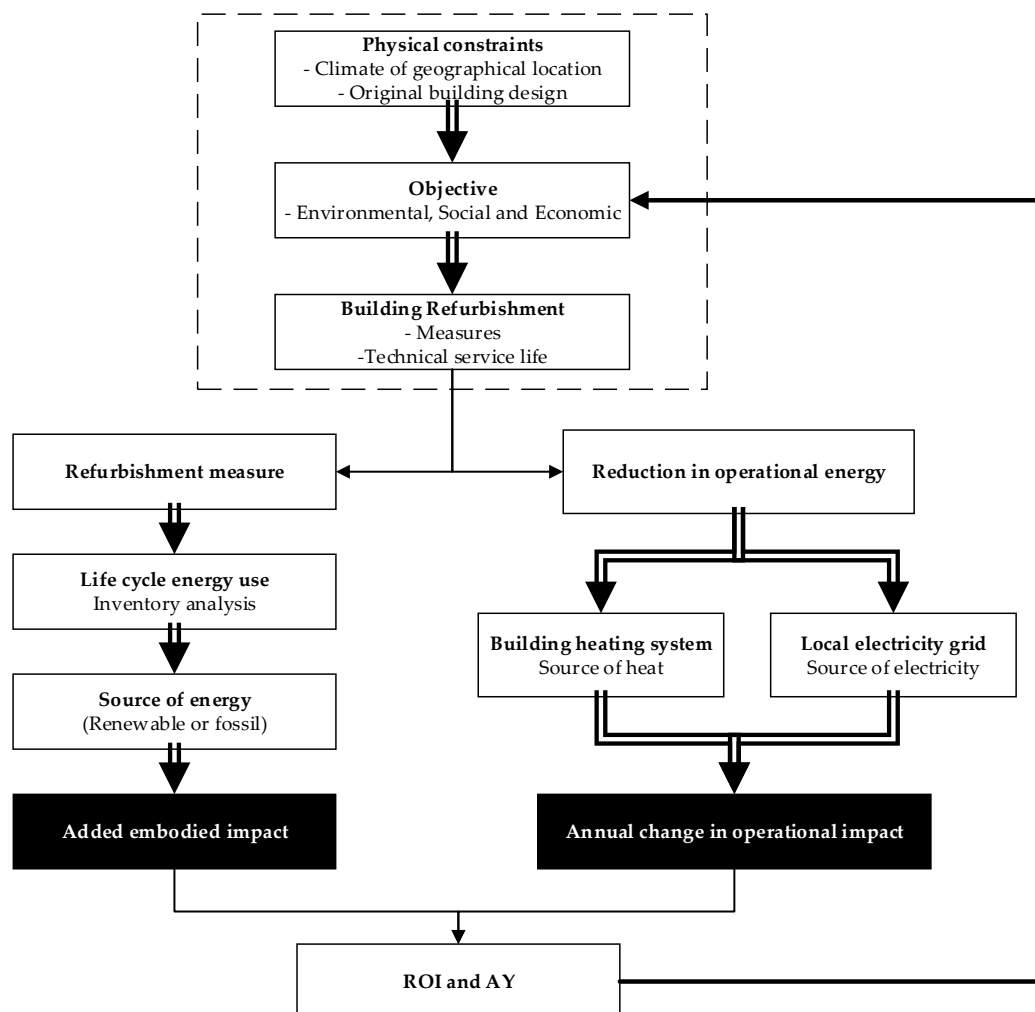 Physical constraints
- Climate of geographical location
- Original building design
Objective
- Environmental, Social and Economic
Building Refurbishment
- Measures
-Technical service life
Refurbishment measure
Reduction in operational energy
Life cycle energy use
Inventory analysis
Building heating system
Source of heat
Local electricity grid
Source of electricity
Source of energy
(Renewable or fossil)
Added embodied impact
Annual change in operational impact
ROI and AY